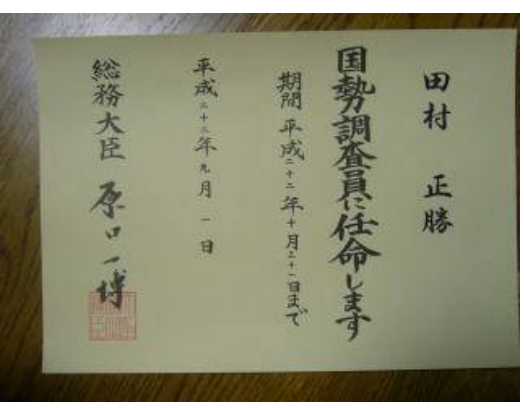 田村 正勝
国勢調査員に任命します
期間 平成二十二年十月三十一日まで
平成二十二年九月一日
総務大臣 原口一博